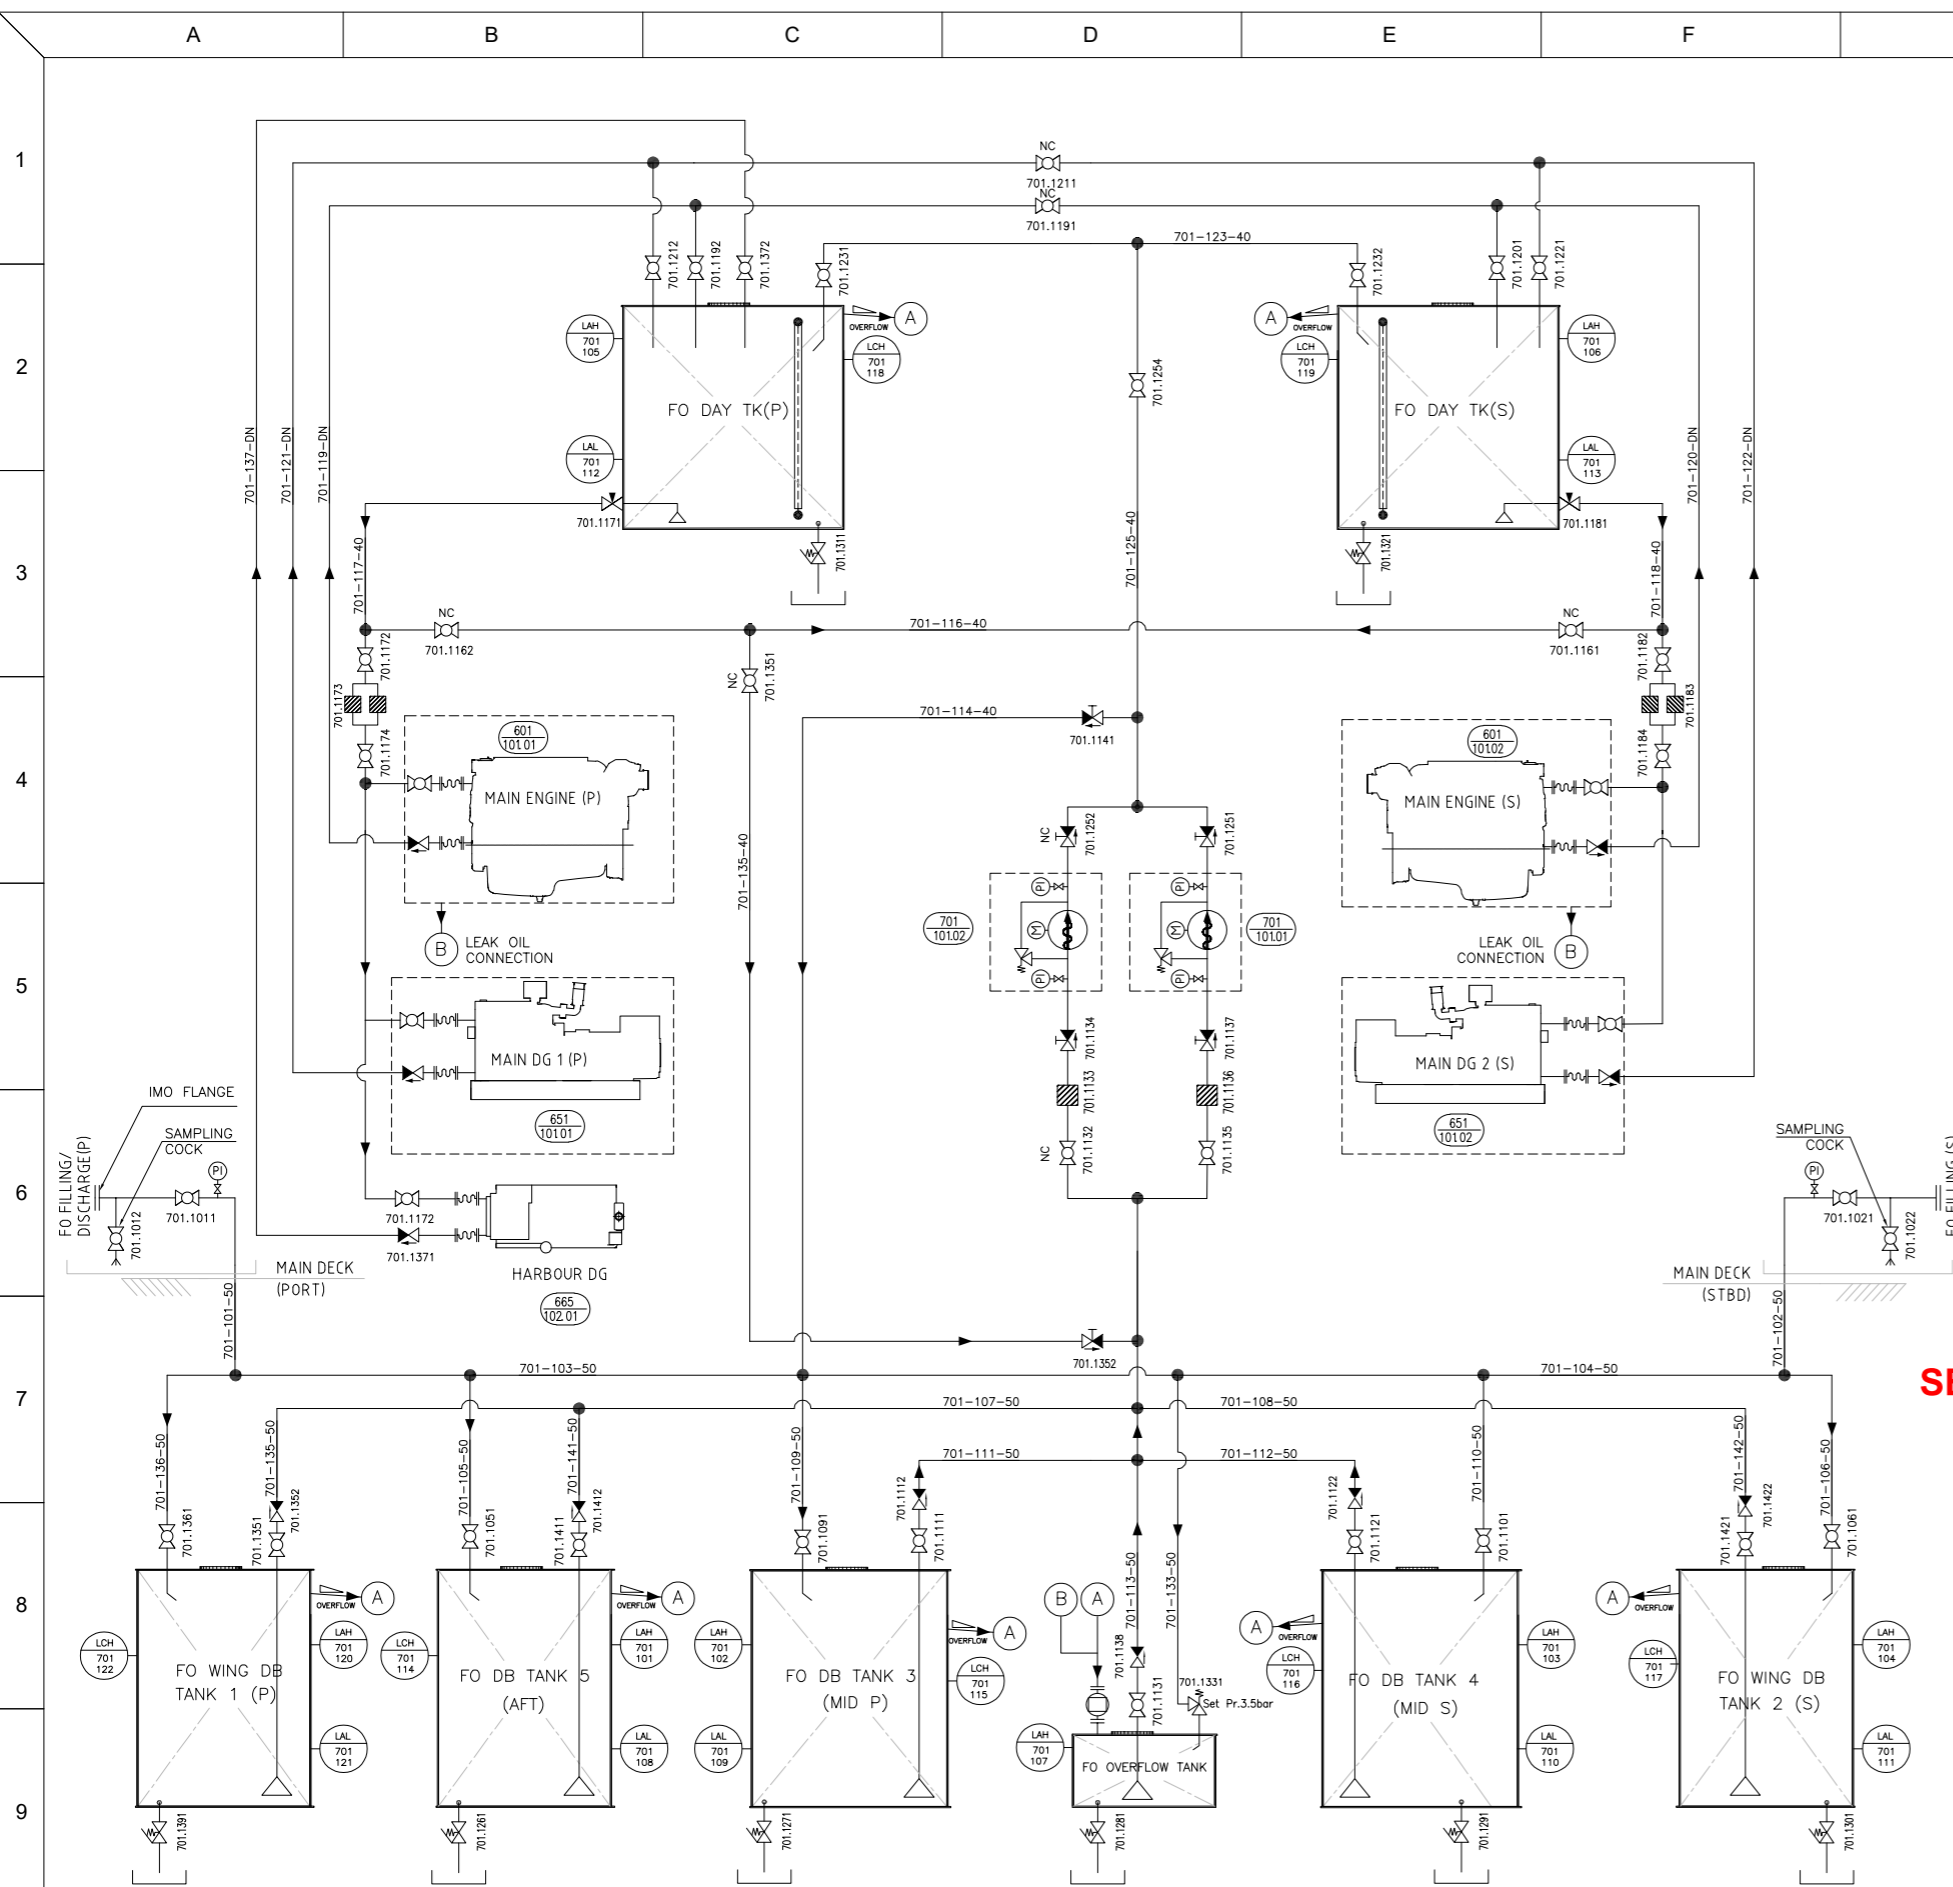 A
B
C
D
E
F
1
2
3
4
5
6
7
8
9
NC
701.1211
NC
701.1191
701-123-40
701.1212
701.1192
701.1372
701.1231
701.1232
701.1201
701.1221
701.1254
LAH
701
105
LAL
701
112
FO DAY TK(P)
OVERFLOW
A
LCH
701
118
A
OVERFLOW
LCH
701
119
FO DAY TK(S)
LAH
701
106
LAL
701
113
701-137-DN
701-121-DN
701-119-DN
701-120-DN
701-122-DN
701.1171
701.1311
701.1321
701.1181
701-117-40
701-125-40
701-118-40
NC
701.1162
701-116-40
NC
701.1161
701.1172
701.1173
701.1174
NC
701.1351
701.1182
701.1183
701.1184
701-114-40
701.1141
601
101.01
MAIN ENGINE (P)
601
101.02
MAIN ENGINE (S)
701-135-40
NC
701.1252
701.1251
PI
PI
M
M
PI
PI
701
101.02
701
101.01
B
LEAK OIL
CONNECTION
LEAK OIL
CONNECTION
B
MAIN DG 1 (P)
651
101.01
MAIN DG 2 (S)
651
101.02
701.1134
701.1137
701.1133
701.1136
NC
701.1132
701.1135
IMO FLANGE
SAMPLING
COCK
FO FILLING/
DISCHARGE(P)
PI
701.1011
701.1012
MAIN DECK
(PORT)
701-101-50
701.1172
701.1371
HARBOUR DG
665
102.01
SAMPLING
COCK
PI
701.1021
701.1022
FO FILLING (S)
MAIN DECK
(STBD)
701-102-50
701.1352
SE
701-103-50
701-104-50
701-107-50
701-108-50
701-111-50
701-112-50
701-136-50
701-135-50
701-105-50
701-141-50
701-109-50
701-110-50
701-142-50
701-106-50
701.1361
701.1351
701.1352
701.1051
701.1411
701.1412
701.1091
701.1112
701.1111
701.1122
701.1121
701.1101
701.1421
701.1422
701.1061
701-113-50
701-133-50
701.1138
701.1131
701.1331
Set Pr.3.5bar
B
A
LCH
701
122
FO WING DB
TANK 1 (P)
OVERFLOW
A
LAH
701
120
LAL
701
121
LCH
701
114
FO DB TANK 5
(AFT)
OVERFLOW
A
LAH
701
101
LAL
701
108
LAH
701
102
LAL
701
109
FO DB TANK 3
(MID P)
OVERFLOW
A
LCH
701
115
LAH
701
107
FO OVERFLOW TANK
A
OVERFLOW
LCH
701
116
FO DB TANK 4
(MID S)
LAH
701
103
LAL
701
110
A
OVERFLOW
LCH
701
117
FO WING DB
TANK 2 (S)
LAH
701
104
LAL
701
111
701.1391
701.1261
701.1271
701.1281
701.1291
701.1301